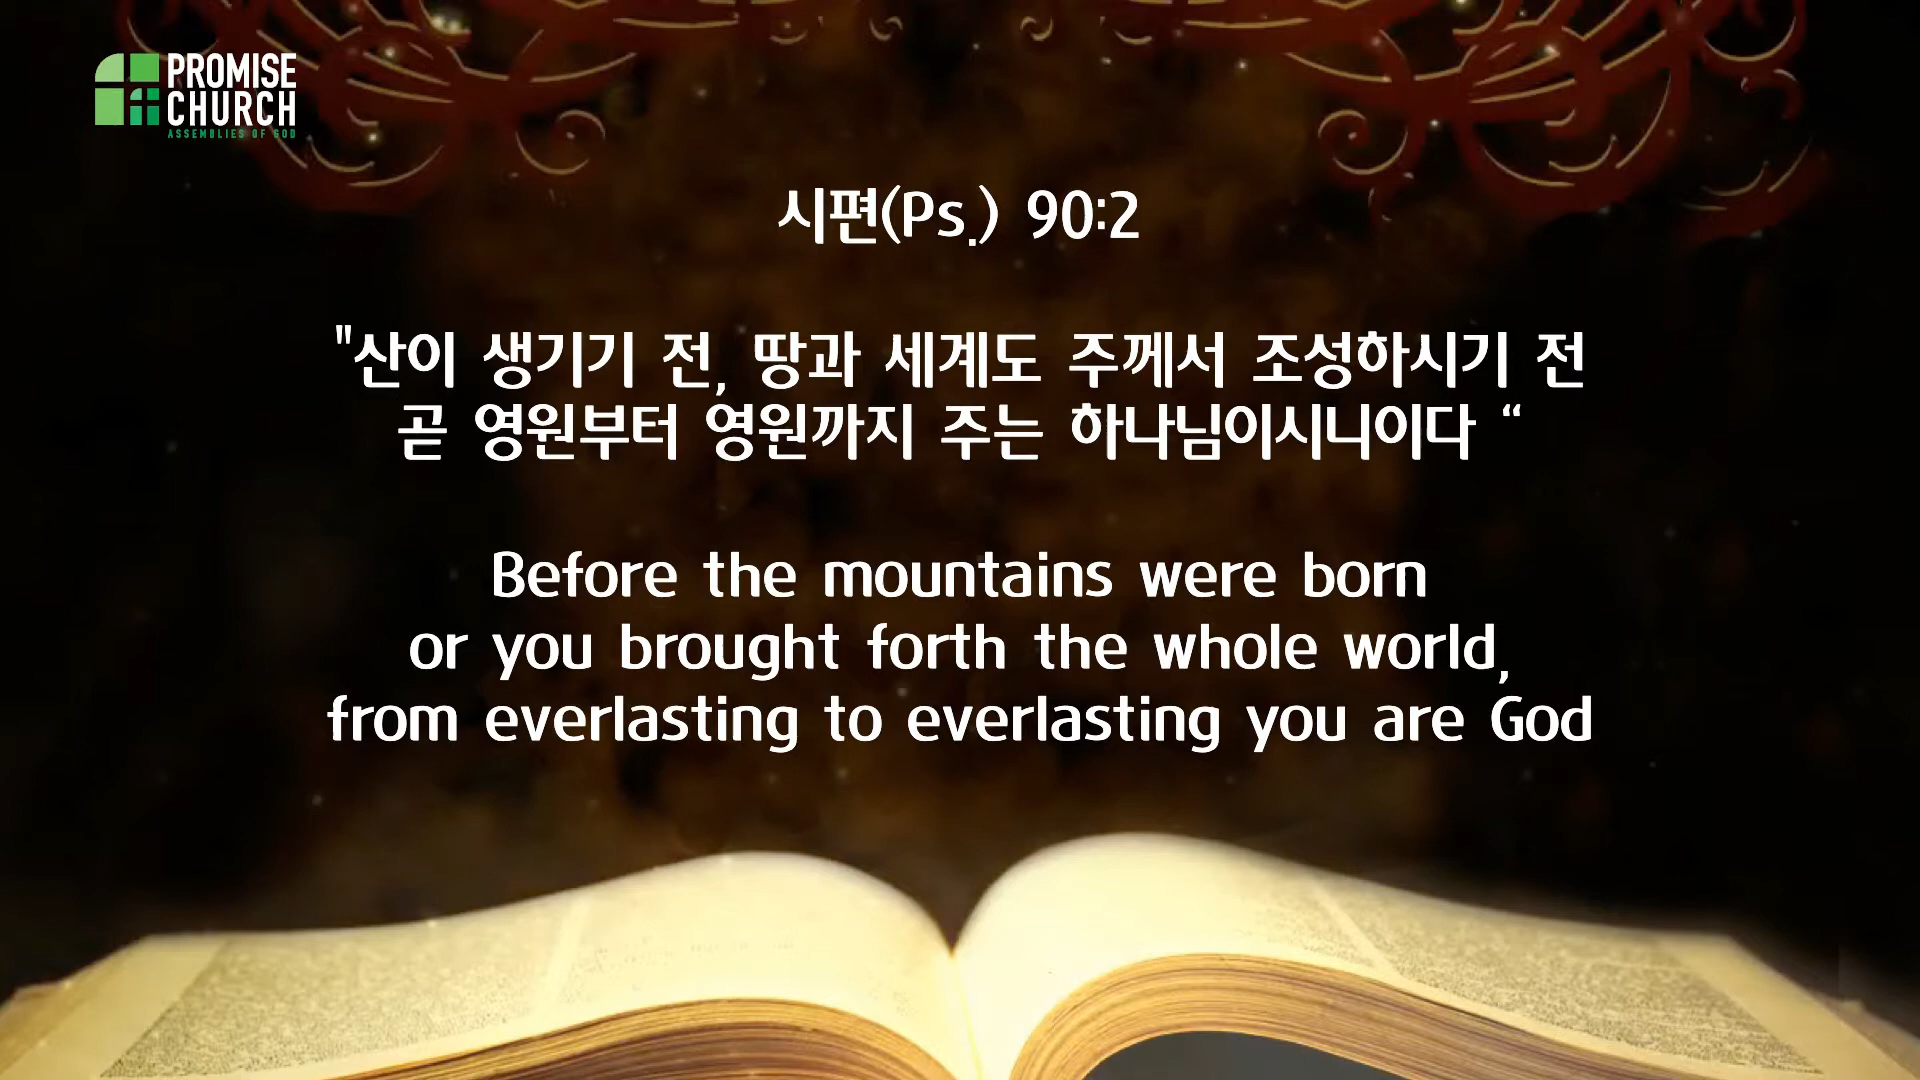 PROMISE
CHURCH
ASSEMBLIES OF GOD
시편(Ps.) 90:2
"산이 생기기 전, 땅과 세계도 주께서 조성하시기 전
곧 영원부터 영원까지 주는 하나님이시니이다 “
Before the mountains were born
or you brought forth the whole world,
from everlasting to everlasting you are God